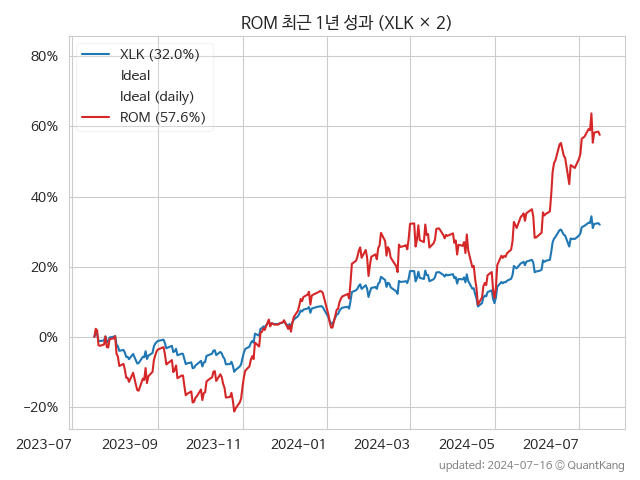 ROM 최근 1년 성과 (XLK × 2)
XLK (32.0%)
Ideal
Ideal (daily)
ROM (57.6%)
80%
60%
40%
20%
0%
−20%
2023−07 2023−09 2023−11 2024−01 2024−03 2024−05 2024−07
updated: 2024−07−16 © QuantKang